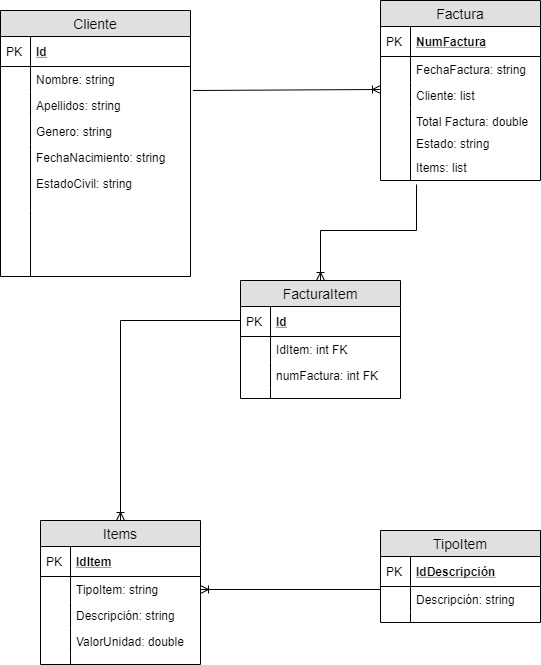 Cliente
PK Id
Nombre: string
Apellidos: string
Genero: string
FechaNacimiento: string
EstadoCivil: string
Factura
PK NumFactura
FechaFactura: string
Cliente: list
Total Factura: double
Estado: string
Items: list
FacturaItem
PK Id
IdItem: int FK
numFactura: int FK
Items
PK IdItem
TipoItem: string
Descripción: string
ValorUnidad: double
TipoItem
PK IdDescripción
Descripción: string